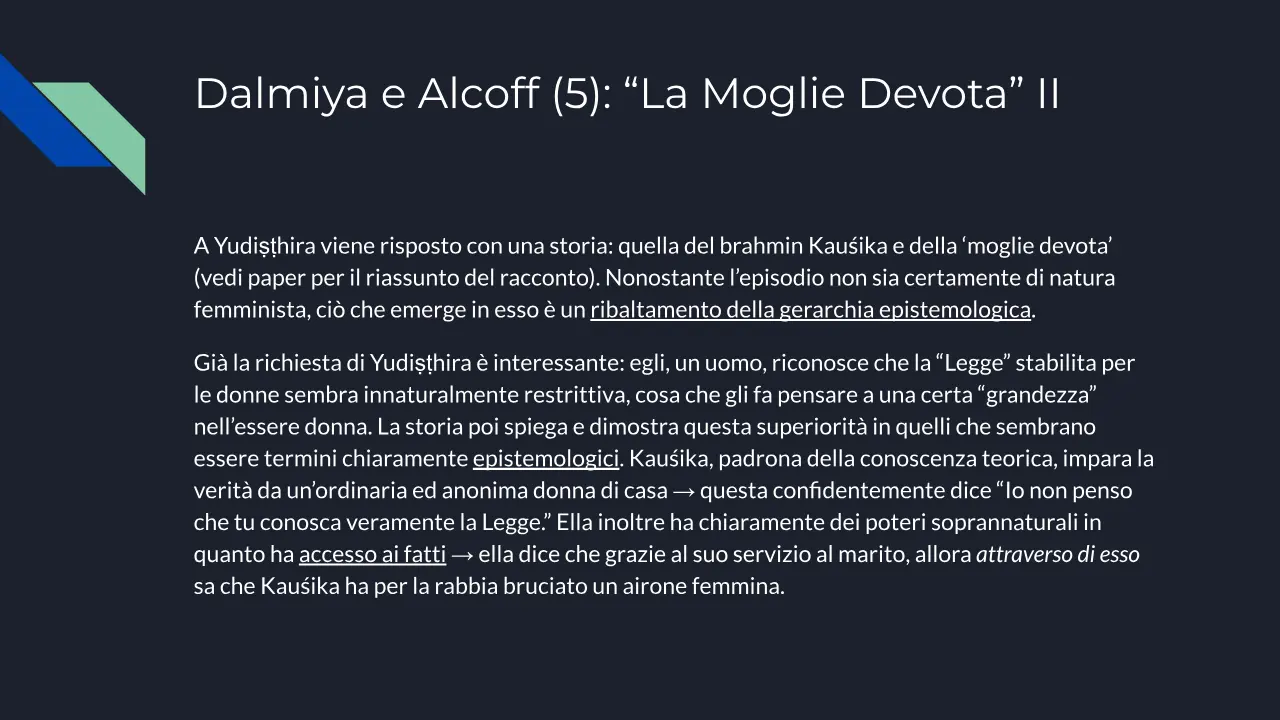 Dalmiya e Alcoff (5): “La Moglie Devota” II
A Yudiṣṭhira viene risposto con una storia: quella del brahmin Kauśika e della ‘moglie devota’
(vedi paper per il riassunto del racconto). Nonostante l’episodio non sia certamente di natura
femminista, ciò che emerge in esso è un ribaltamento della gerarchia epistemologica.
Già la richiesta di Yudiṣṭhira è interessante: egli, un uomo, riconosce che la “Legge” stabilita per
le donne sembra innaturalmente restrittiva, cosa che gli fa pensare a una certa “grandezza”
nell’essere donna. La storia poi spiega e dimostra questa superiorità in quelli che sembrano
essere termini chiaramente epistemologici. Kauśika, padrona della conoscenza teorica, impara la
verità da un’ordinaria ed anonima donna di casa → questa confidentemente dice “Io non penso
che tu conosca veramente la Legge.” Ella inoltre ha chiaramente dei poteri soprannaturali in
quanto ha accesso ai fatti → ella dice che grazie al suo servizio al marito, allora attraverso di esso
sa che Kauśika ha per la rabbia bruciato un airone femmina.